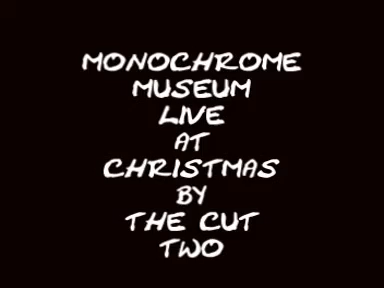 MONOCHROME
MUSEUM
LIVE
AT
CHRISTMAS
BY
THE CUT
TWO